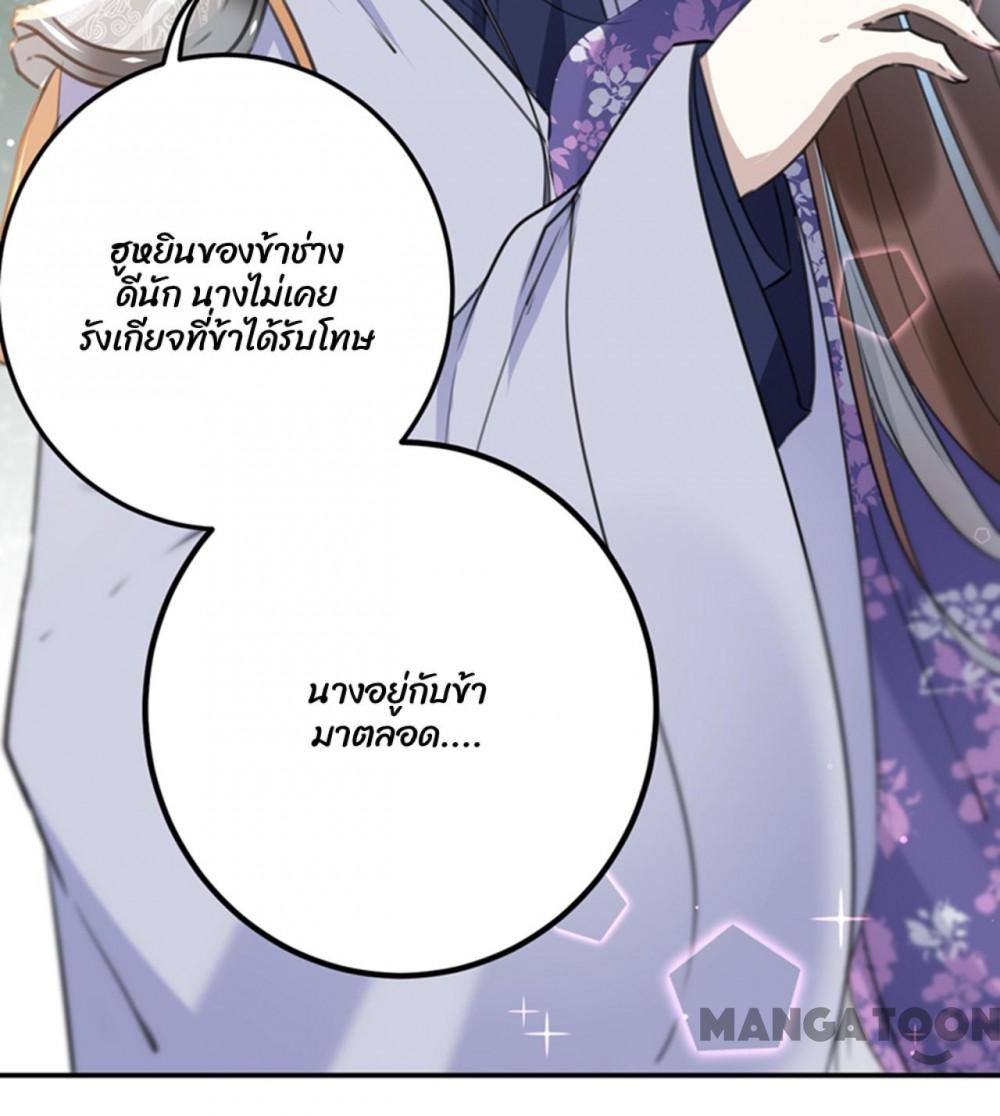 ฮูหยินของข้าช่าง
ดีนัก นางไม่เคย
รังเกียจที่ข้าได้รับโทษ
นางอยู่กับข้า
มาตลอด....
MANGATOON